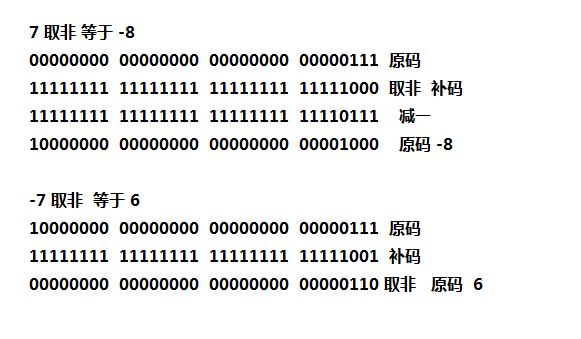 7 取非 等于 -8
00000000 00000000 00000000 00000111 原码
11111111 11111111 11111111 11111000 取非 补码
11111111 11111111 11111111 11110111 减一
10000000 00000000 00000000 00001000 原码 -8
-7 取非 等于 6
10000000 00000000 00000000 00000111 原码
11111111 11111111 11111111 11111001 补码
00000000 00000000 00000000 00000110 取非 原码 6